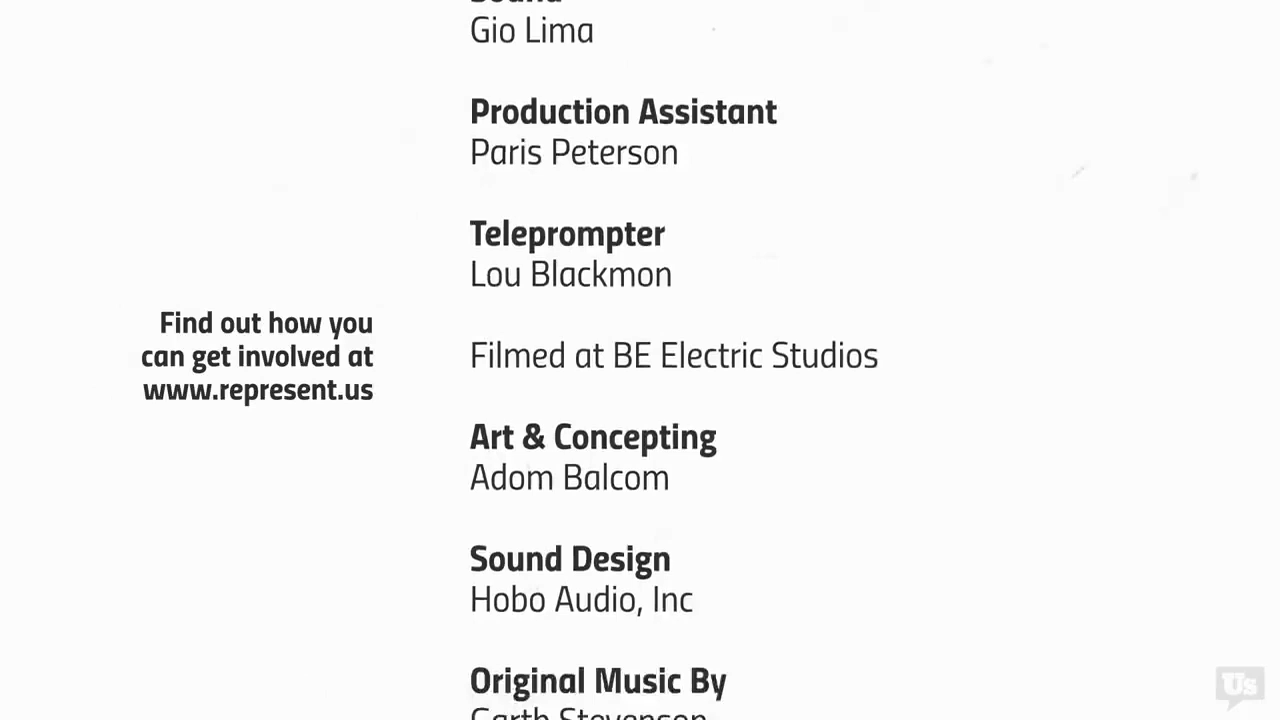 Sound
Gio Lima
Production Assistant
Paris Peterson
Teleprompter
Lou Blackmon
Find out how you
can get involved at
www.represent.us
Filmed at BE Electric Studios
Art & Concepting
Adom Balcom
Sound Design
Hobo Audio, Inc
Original Music By
Garth Stevenson
Us